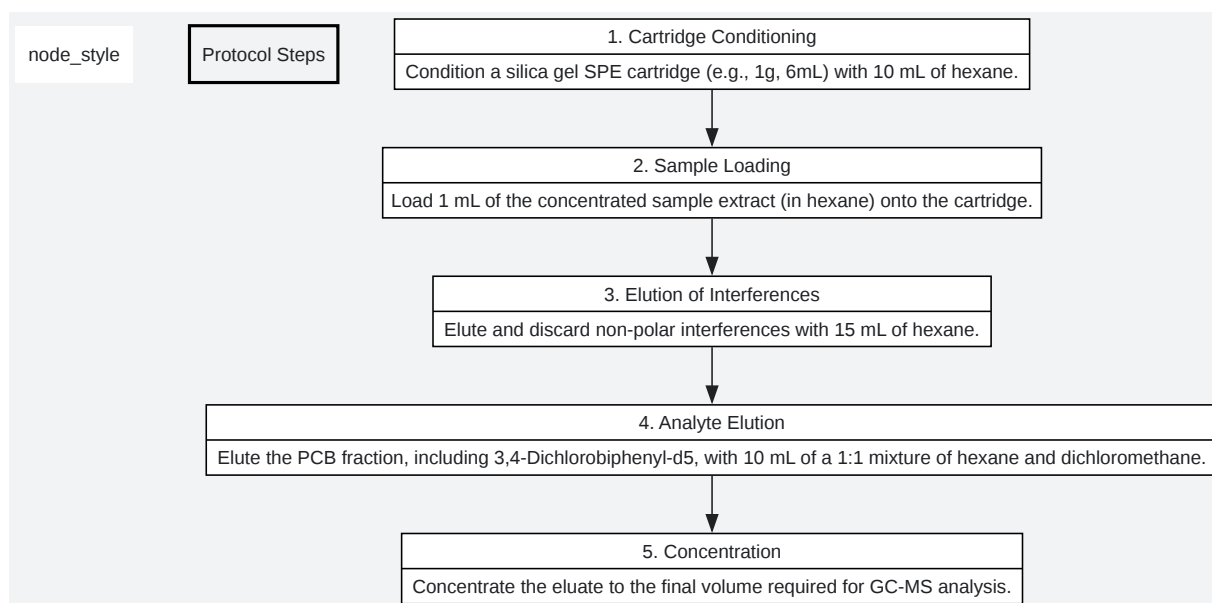 node_style
Protocol Steps
1. Cartridge Conditioning
Condition a silica gel SPE cartridge (e.g., 1g, 6mL) with 10 mL of hexane.
2. Sample Loading
Load 1 mL of the concentrated sample extract (in hexane) onto the cartridge.
3. Elution of Interferences
Elute and discard non-polar interferences with 15 mL of hexane.
4. Analyte Elution
Elute the PCB fraction, including 3,4-Dichlorobiphenyl-d5, with 10 mL of a 1:1 mixture of hexane and dichloromethane.
5. Concentration
Concentrate the eluate to the final volume required for GC-MS analysis.